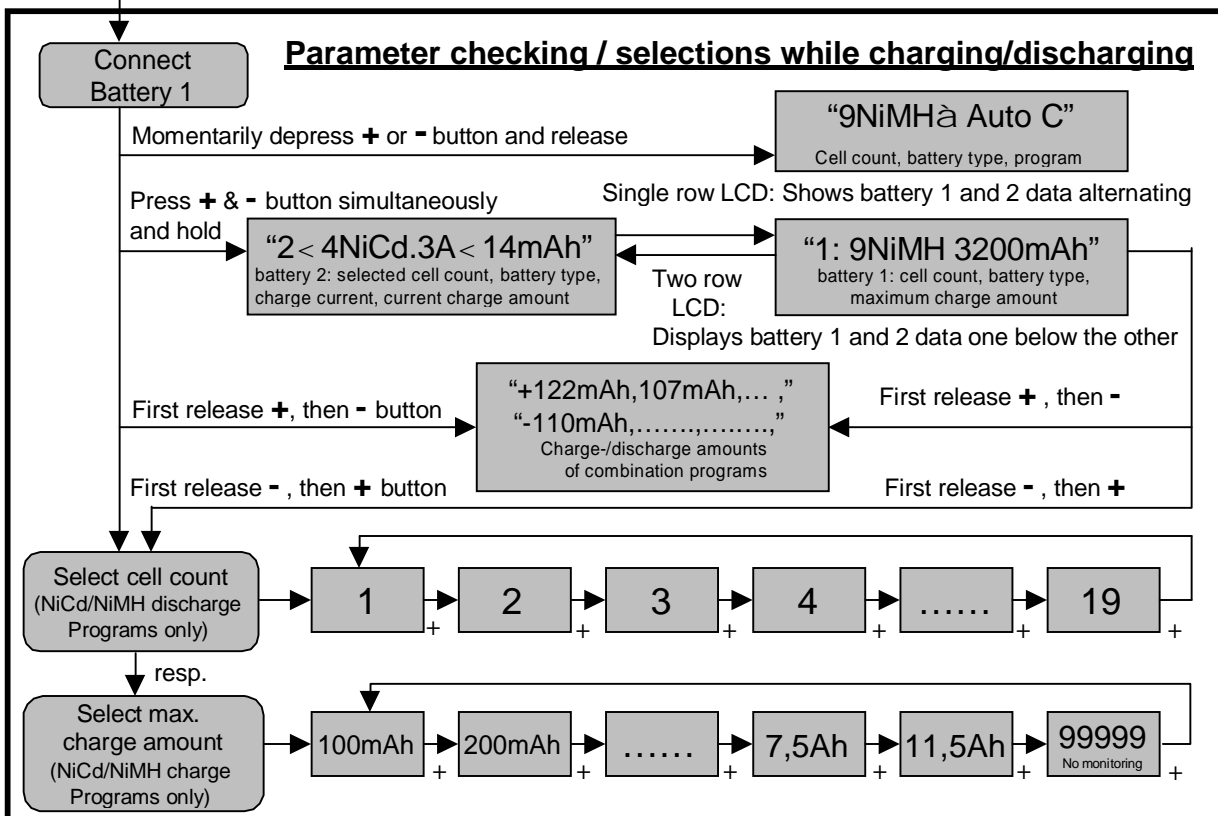 Parameter checking / selections while charging/discharging
Connect
Battery 1
Momentarily depress + or - button and release
“9NiMHà Auto C”
Cell count, battery type, program
Single row LCD: Shows battery 1 and 2 data alternating
Press + & - button simultaneously
and hold
“2< 4NiCd.3A< 14mAh”
battery 2: selected cell count, battery type,
charge current, current charge amount
“1: 9NiMH 3200mAh”
battery 1: cell count, battery type,
maximum charge amount
Two row
LCD:
Displays battery 1 and 2 data one below the other
First release +, then - button
“+122mAh,107mAh,… ,”
“-110mAh,…….,….….,”
Charge-/discharge amounts
of combination programs
First release + , then -
First release - , then + button
First release - , then +
Select cell count
(NiCd/NiMH discharge
Programs only)
1
+
2
+
3
+
4
+
……
+
19
+
resp.
Select max.
charge amount
(NiCd/NiMH charge
Programs only)
100mAh
+
200mAh
+
……
+
7,5Ah
+
11,5Ah
+
99999
No monitoring
+